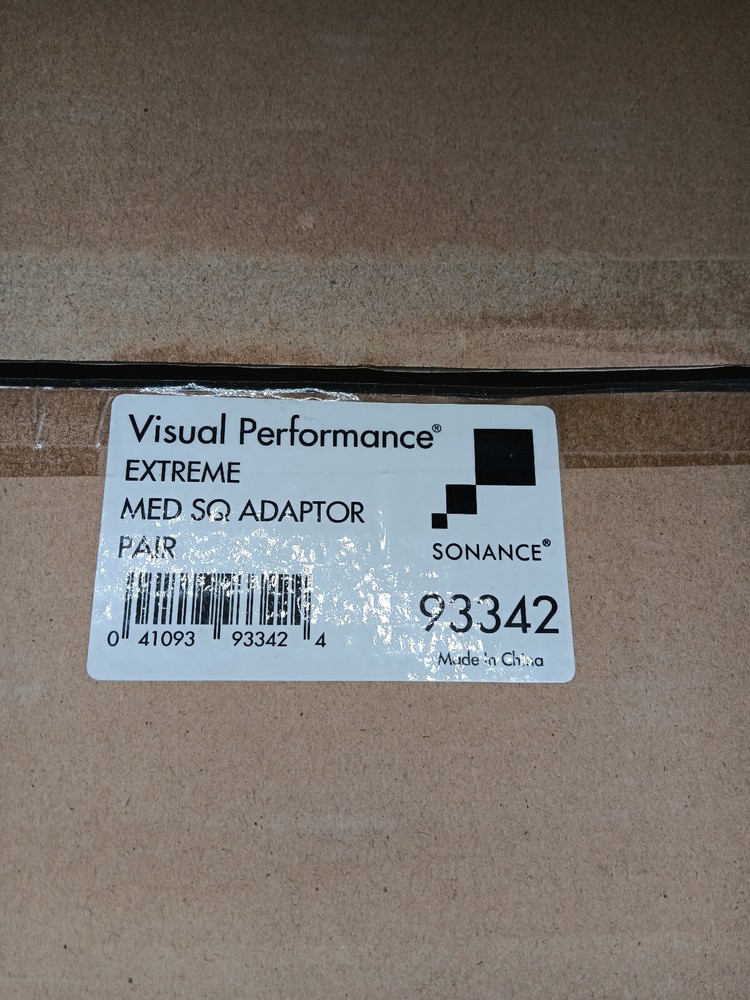 Visual Performance®
EXTREME
MED SQ ADAPTOR
PAIR
SONANCE®
93342
0 41093 93342 4
Made in China